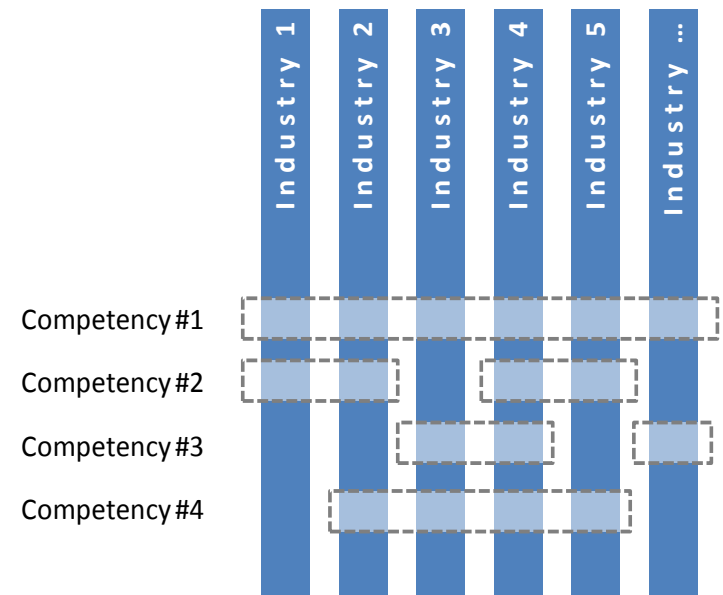 Industry 1
Industry 2
Industry 3
Industry 4
Industry 5
Industry ...
Competency #1
Competency #2
Competency #3
Competency #4